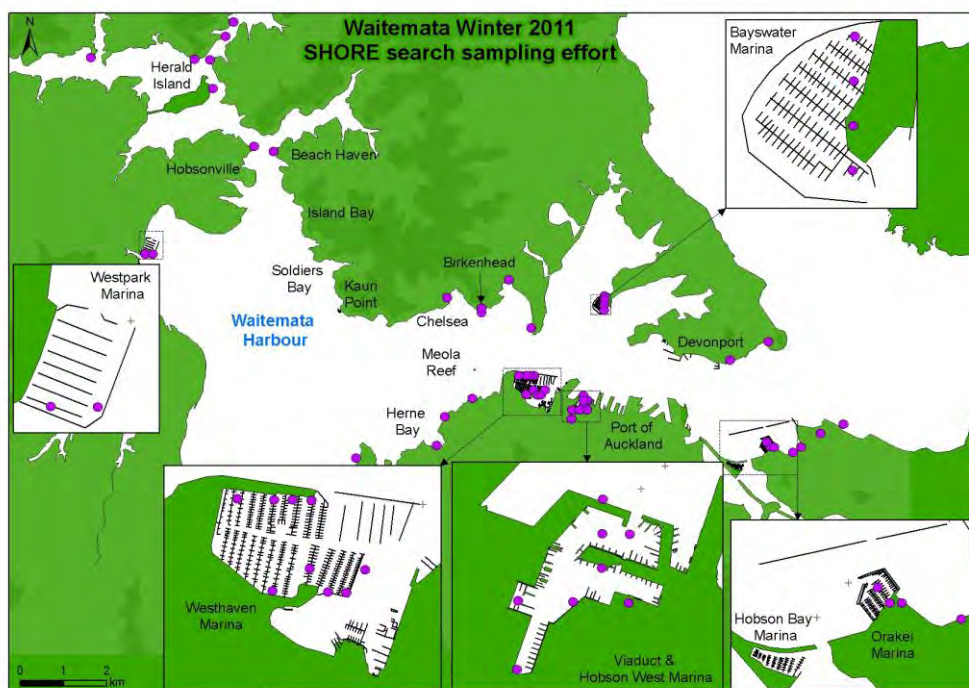 N
Waitemata Winter 2011
SHORE search sampling effort
Bayswater
Marina
Herald
Island
Hobsonville
Beach Haven
Island Bay
Westpark
Marina
Soldiers
Bay
Kauri
Point
Birkenhead
Chelsea
Waitemata
Harbour
Devonport
Meola
Reef
Herne
Bay
Port of
Auckland
Westhaven
Marina
Viaduct &
Hobson West Marina
Hobson Bay
Marina
Orakei
Marina
0 1 2
km